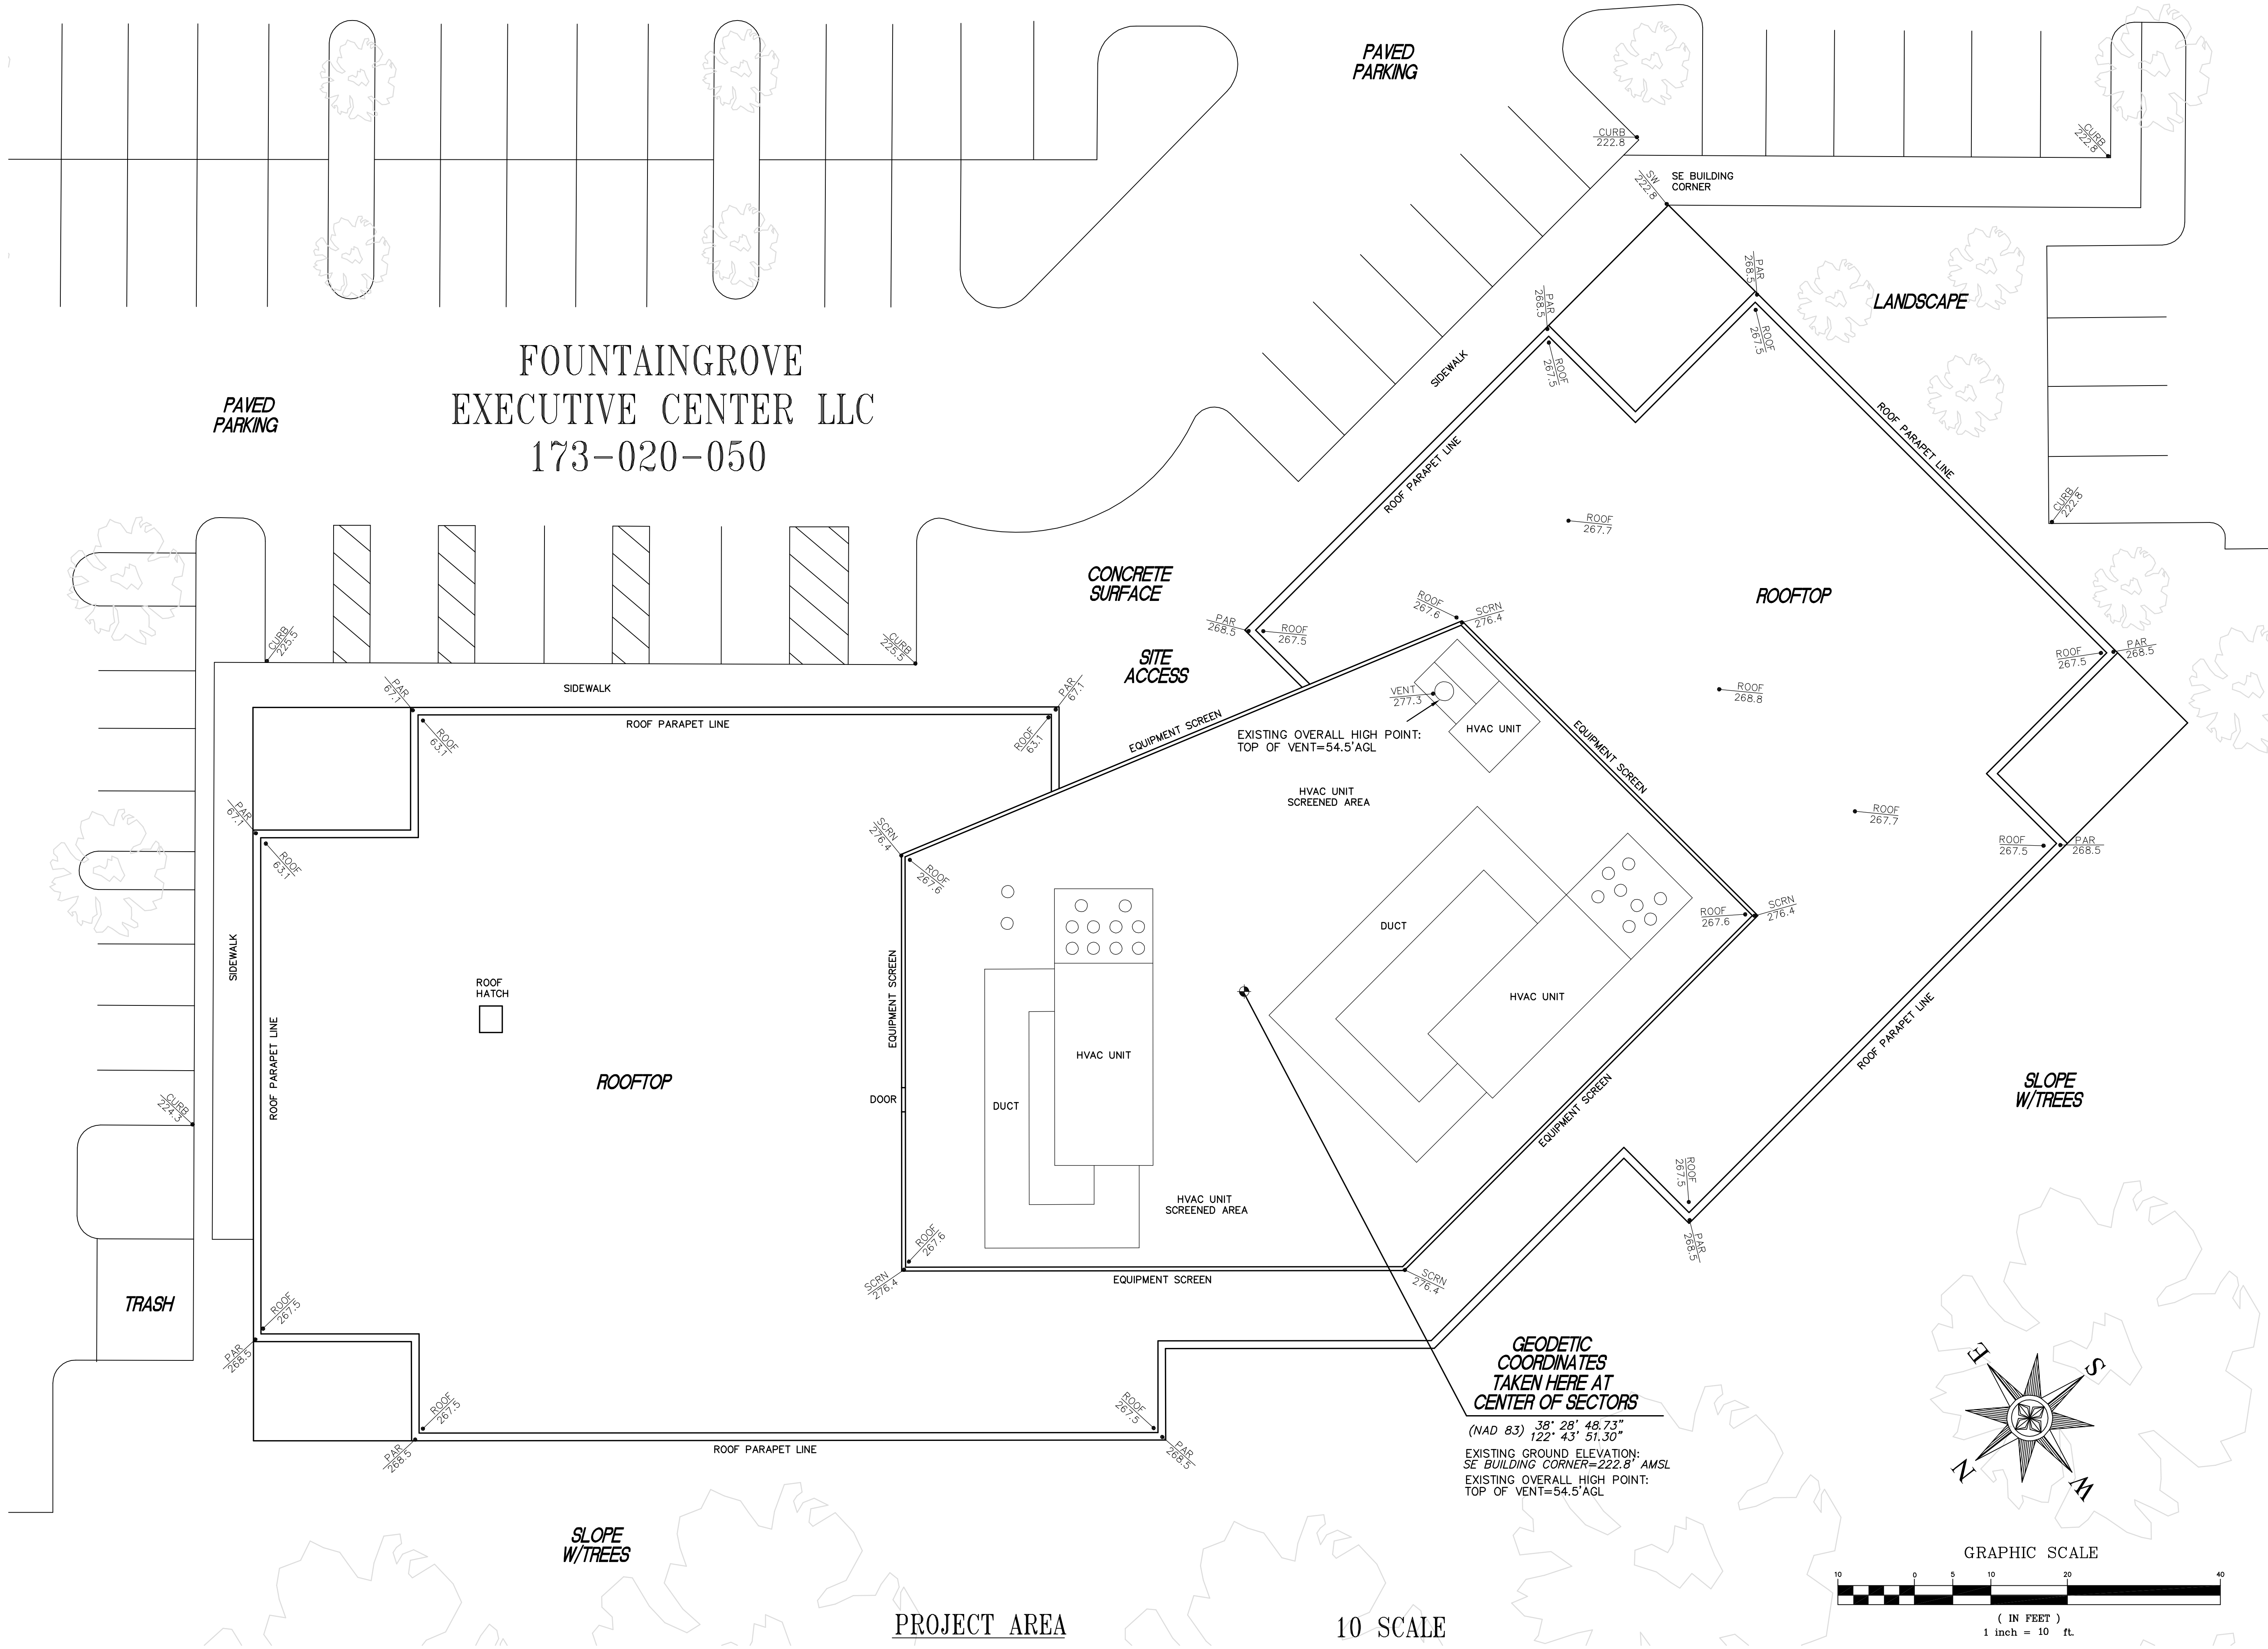 PAVED
PARKING
CURB
222.8
CURB
222.8
SW
222.8
SE BUILDING
CORNER
PAR
268.5
PAR
268.5
LANDSCAPE
ROOF
267.5
ROOF
267.5
FOUNTAINGROVE
EXECUTIVE CENTER LLC
173-020-050
PAVED
PARKING
SIDEWALK
ROOF PARAPET LINE
ROOF PARAPET LINE
CURB
222.8
ROOF
267.7
CONCRETE
SURFACE
ROOFTOP
ROOF
267.6
SCRN
276.4
PAR
268.5
ROOF
267.5
CURB
225.5
CURB
225.5
SITE
ACCESS
ROOF
267.5
PAR
268.5
SIDEWALK
PAR
67.1
PAR
67.1
VENT
277.3
ROOF
268.8
ROOF PARAPET LINE
EQUIPMENT SCREEN
HVAC UNIT
EQUIPMENT SCREEN
ROOF
63.1
ROOF
63.1
EXISTING OVERALL HIGH POINT:
TOP OF VENT=54.5'AGL
HVAC UNIT
SCREENED AREA
PAR
67.1
ROOF
63.1
SCRN
276.4
ROOF
267.6
ROOF
267.7
ROOF
267.5
PAR
268.5
ROOF
267.6
SCRN
276.4
DUCT
SIDEWALK
EQUIPMENT SCREEN
ROOF
HATCH
HVAC UNIT
ROOF PARAPET LINE
ROOF PARAPET LINE
HVAC UNIT
ROOFTOP
DOOR
DUCT
CURB
224.3
EQUIPMENT SCREEN
SLOPE
W/TREES
ROOF
267.5
HVAC UNIT
SCREENED AREA
PAR
268.5
ROOF
267.6
SCRN
276.4
EQUIPMENT SCREEN
SCRN
276.4
TRASH
ROOF
267.5
PAR
268.5
GEODETIC
COORDINATES
TAKEN HERE AT
CENTER OF SECTORS
(NAD 83) 38° 28' 48.73"
122° 43' 51.30"
EXISTING GROUND ELEVATION:
SE BUILDING CORNER=222.8' AMSL
EXISTING OVERALL HIGH POINT:
TOP OF VENT=54.5'AGL
E
S
N
W
ROOF
267.5
ROOF
267.5
PAR
268.5
ROOF PARAPET LINE
PAR
268.5
SLOPE
W/TREES
GRAPHIC SCALE
10 0 5 10 20 40
( IN FEET )
1 inch = 10 ft.
PROJECT AREA
10 SCALE